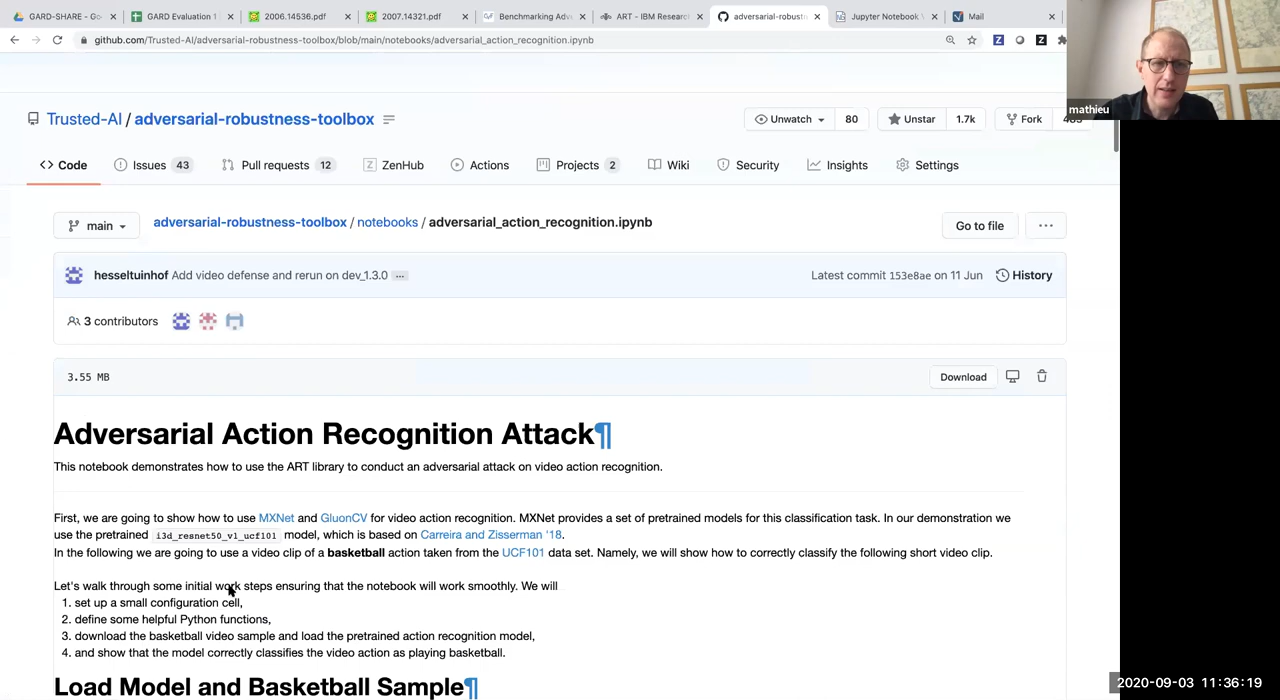 GARD-SHARE - Go
GARD Evaluation 1
2006.14536.pdf
2007.14321.pdf
Benchmarking Adv
ART - IBM Research
adversarial-robust
Jupyter Notebook
Mail
github.com/Trusted-AI/adversarial-robustness-toolbox/blob/main/notebooks/adversarial_action_recognition.ipynb
mathieu
Trusted-AI / adversarial-robustness-toolbox
Unwatch 80
Unstar 1.7k
Fork
Code
Issues 43
Pull requests 12
ZenHub
Actions
Projects 2
Wiki
Security
Insights
Settings
main
adversarial-robustness-toolbox / notebooks / adversarial_action_recognition.ipynb
Go to file
hesseltuinhof Add video defense and rerun on dev_1.3.0
Latest commit 153e8ae on 11 Jun
History
3 contributors
3.55 MB
Download
Adversarial Action Recognition Attack¶
This notebook demonstrates how to use the ART library to conduct an adversarial attack on video action recognition.
First, we are going to show how to use MXNet and GluonCV for video action recognition. MXNet provides a set of pretrained models for this classification task. In our demonstration we
use the pretrained i3d_resnet50_v1_ucf101 model, which is based on Carreira and Zisserman '18.
In the following we are going to use a video clip of a basketball action taken from the UCF101 data set. Namely, we will show how to correctly classify the following short video clip.
Let's walk through some initial work steps ensuring that the notebook will work smoothly. We will
1. set up a small configuration cell,
2. define some helpful Python functions,
3. download the basketball video sample and load the pretrained action recognition model,
4. and show that the model correctly classifies the video action as playing basketball.
Load Model and Basketball Sample¶
2020-09-03 11:36:19